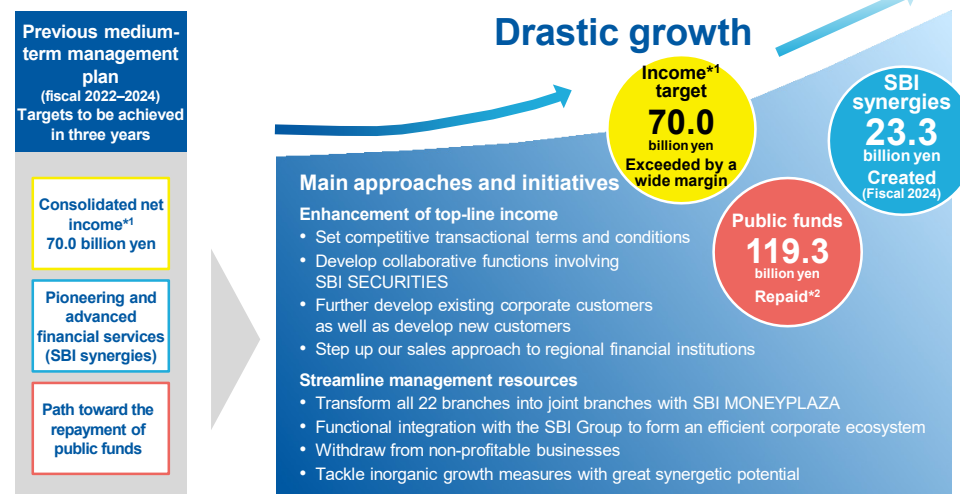 Previous medium-
term management
plan
(fiscal 2022–2024)
Targets to be achieved
in three years
Consolidated net
income*1
70.0 billion yen
Pioneering and
advanced
financial services
(SBI synergies)
Path toward the
repayment of
public funds
Drastic growth
Income*1
target
70.0
billion yen
Exceeded by a
wide margin
SBI
synergies
23.3
billion yen
Created
(Fiscal 2024)
Public funds
119.3
billion yen
Repaid*2
Main approaches and initiatives
Enhancement of top-line income
• Set competitive transactional terms and conditions
• Develop collaborative functions involving
SBI SECURITIES
• Further develop existing corporate customers
as well as develop new customers
• Step up our sales approach to regional financial institutions
Streamline management resources
• Transform all 22 branches into joint branches with SBI MONEYPLAZA
• Functional integration with the SBI Group to form an efficient corporate ecosystem
• Withdraw from non-profitable businesses
• Tackle inorganic growth measures with great synergetic potential